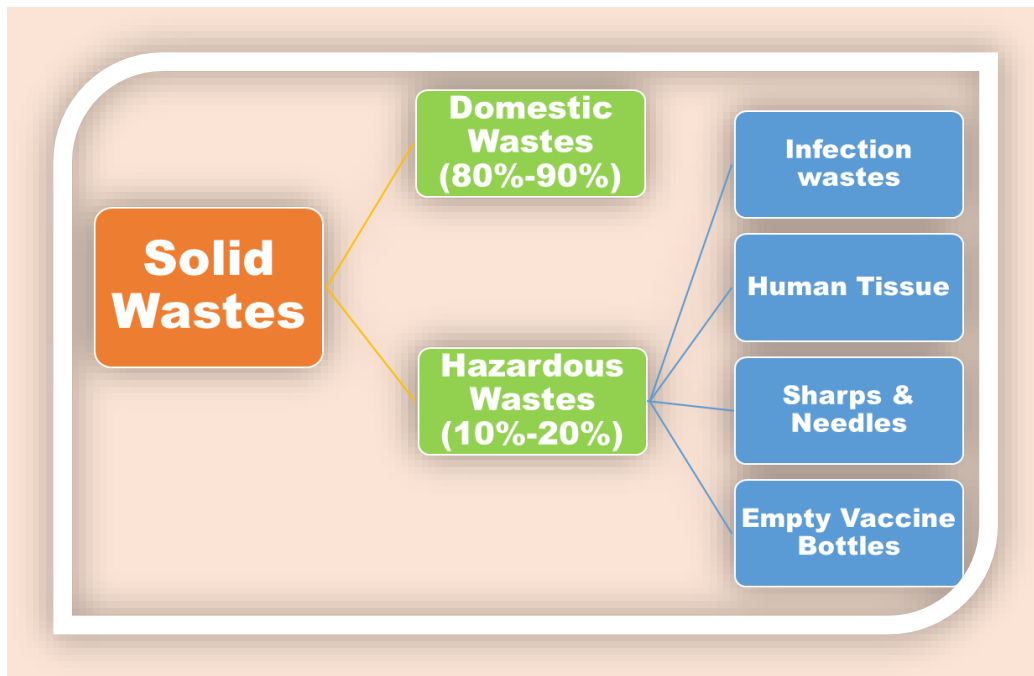 Solid
Wastes
Domestic
Wastes
(80%-90%)
Hazardous
Wastes
(10%-20%)
Infection
wastes
Human Tissue
Sharps &
Needles
Empty Vaccine
Bottles